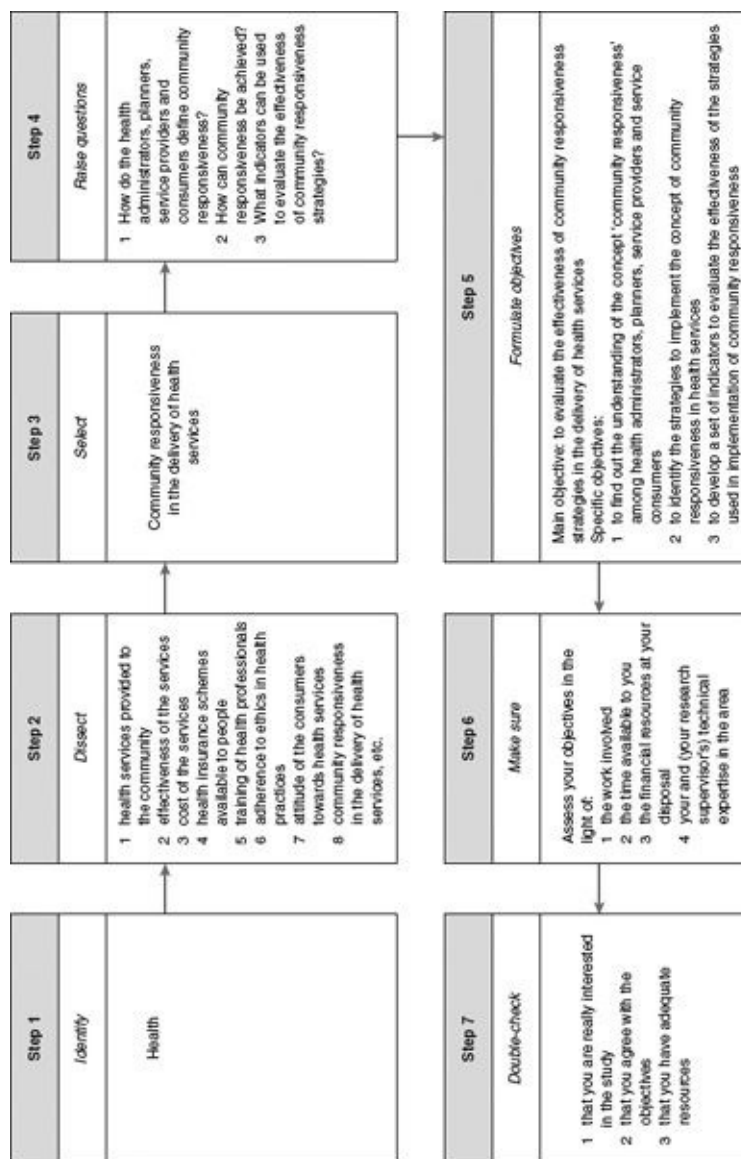 Step 1
Identify
Health
Step 2
Dissect
1 health services provided to
the community
2 effectiveness of the services
3 cost of the services
4 health insurance schemes
available to people
5 training of health professionals
6 adherence to ethics in health
practices
7 attitude of the consumers
towards health services
8 community responsiveness
in the delivery of health
services, etc.
Step 3
Select
Community responsiveness
in the delivery of health
services
Step 4
Raise questions
1 How do the health
administrators, planners,
service providers and
consumers define community
responsiveness?
2 How can community
responsiveness be achieved?
3 What indicators can be used
to evaluate the effectiveness
of community responsiveness
strategies?
Step 5
Formulate objectives
Main objective: to evaluate the effectiveness of community responsiveness
strategies in the delivery of health services
Specific objectives:
1 to find out the understanding of the concept 'community responsiveness'
among health administrators, planners, service providers and service
consumers
2 to identify the strategies to implement the concept of community
responsiveness in health services
3 to develop a set of indicators to evaluate the effectiveness of the strategies
used in implementation of community responsiveness
Step 6
Make sure
Assess your objectives in the
light of:
1 the work involved
2 the time available to you
3 the financial resources at your
disposal
4 your and (your research
supervisor's) technical
expertise in the area
Step 7
Double-check
1 that you are really interested
in the study
2 that you agree with the
objectives
3 that you have adequate
resources